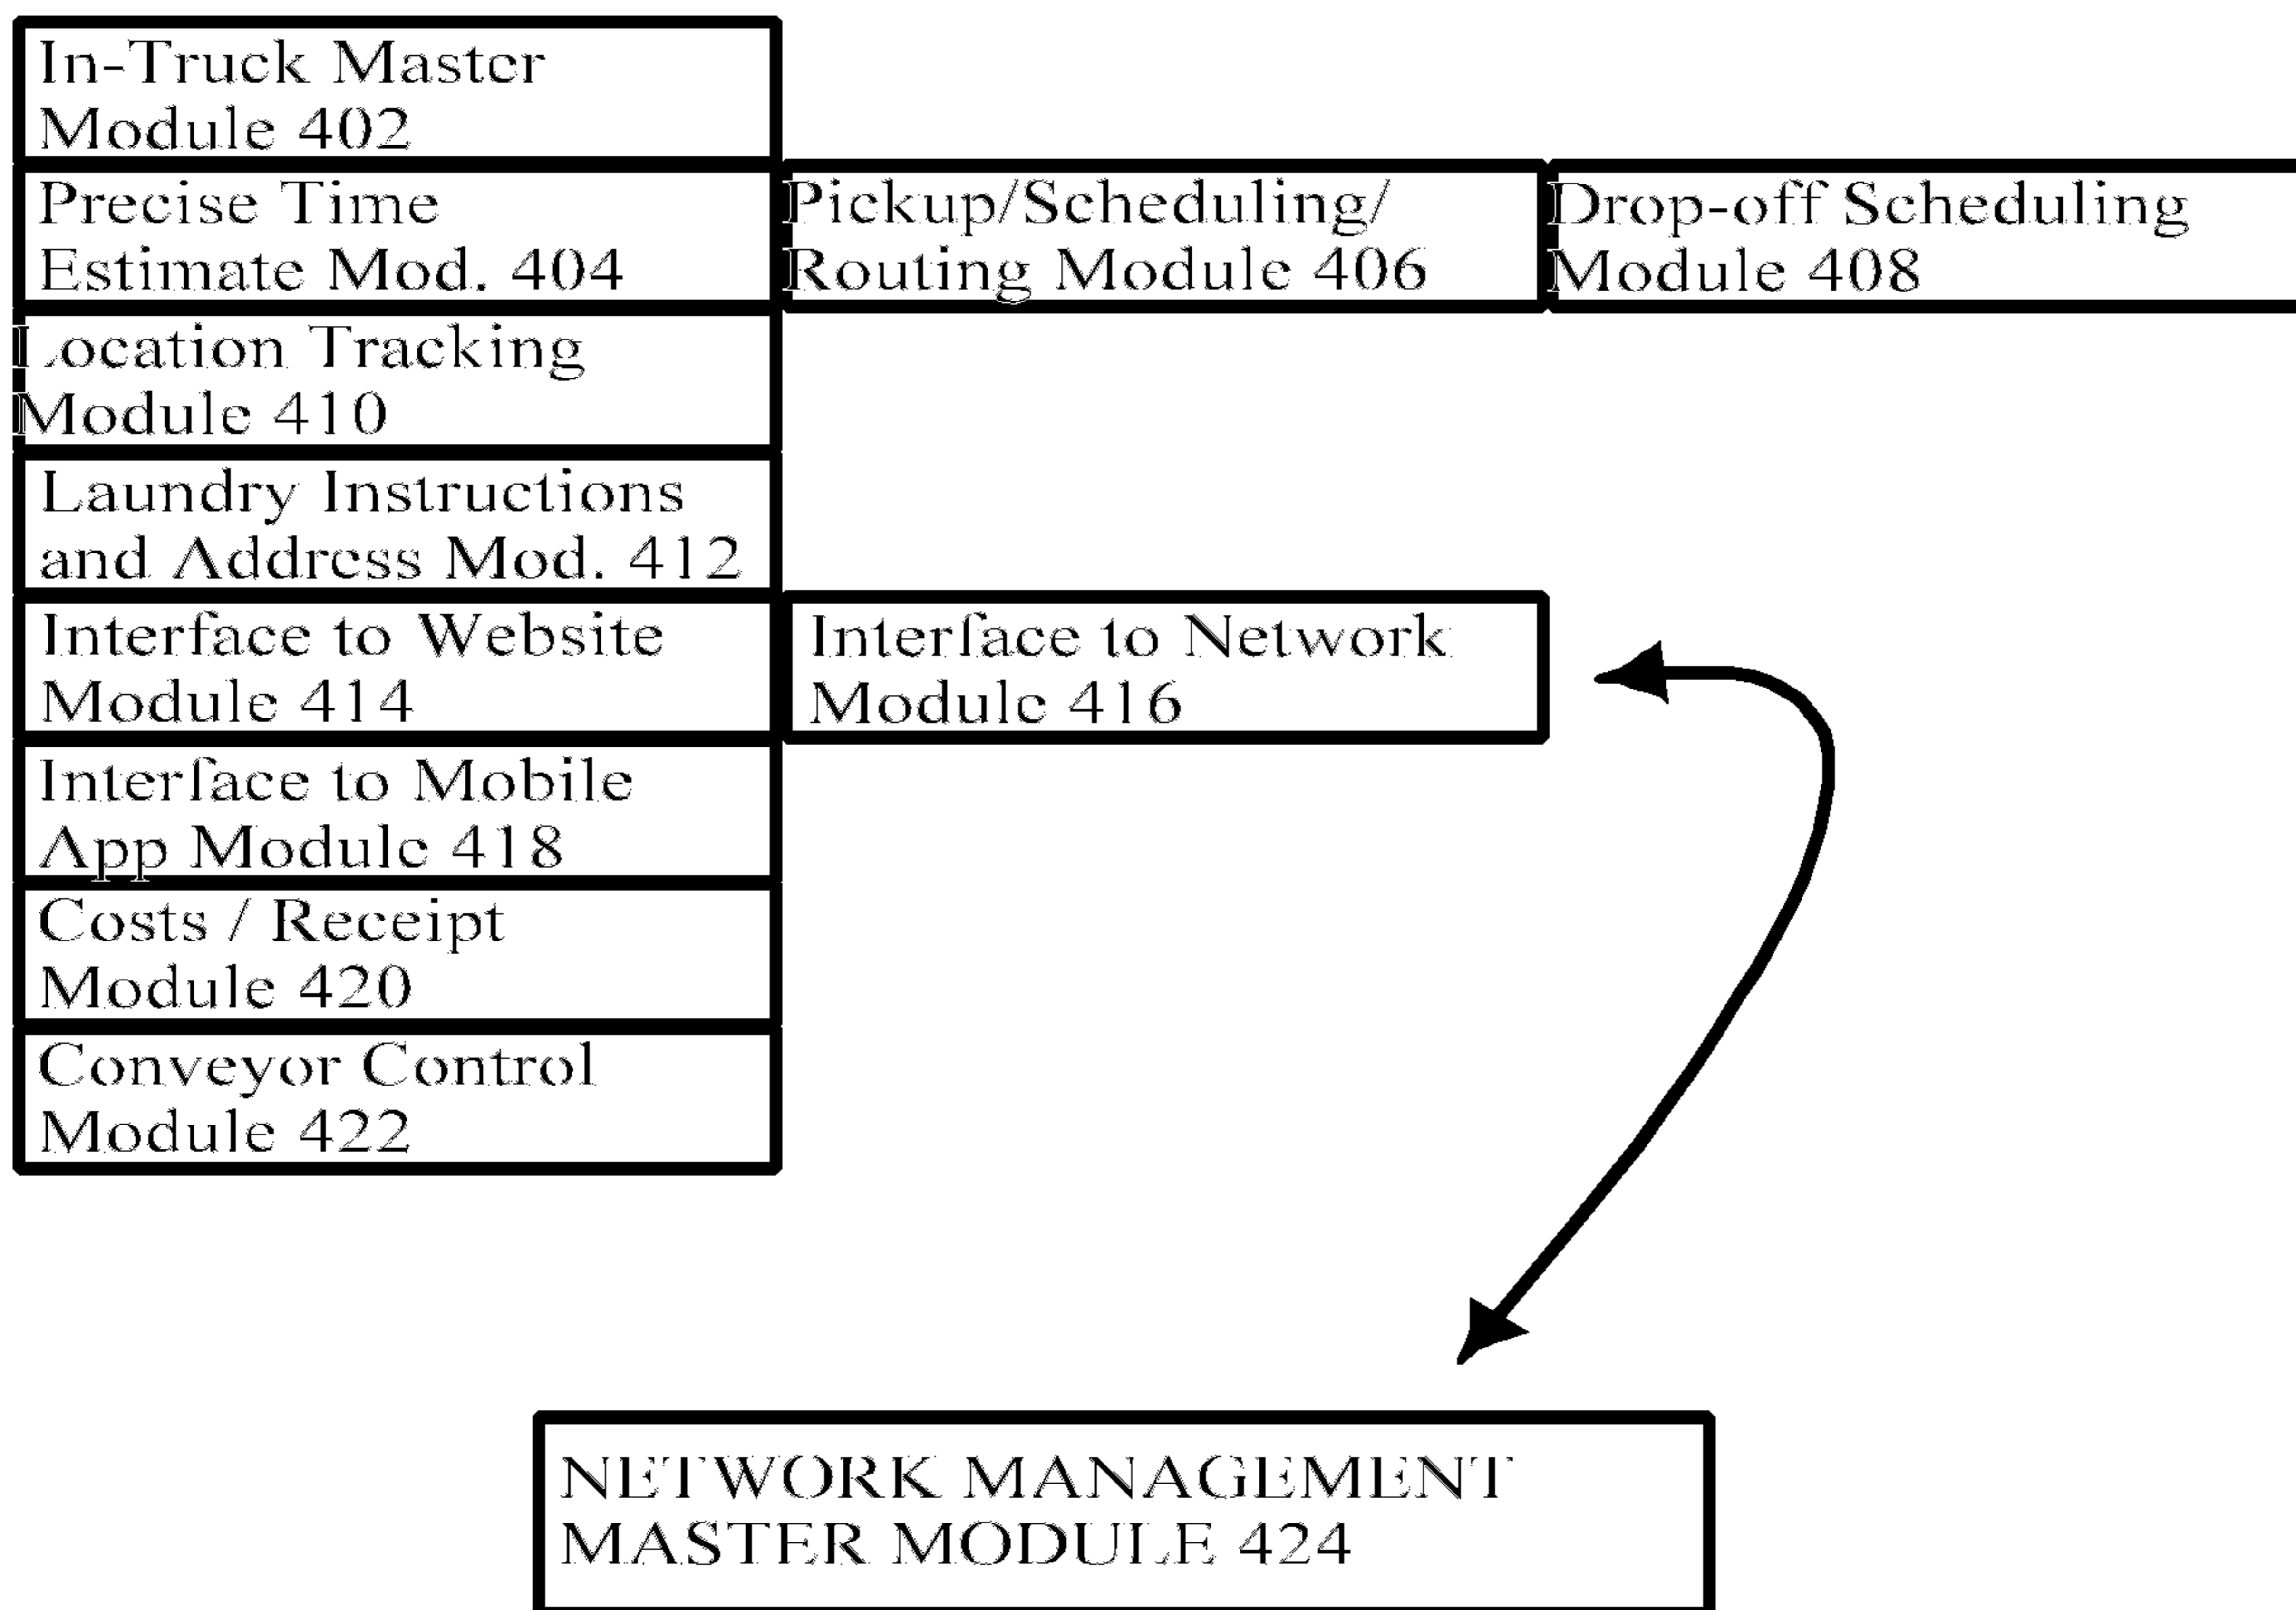 In-Truck Master
Module 402
Precise Time
Estimate Mod. 404
Pickup/Scheduling/
Routing Module 406
Drop-off Scheduling
Module 408
Location Tracking
Module 410
Laundry Instructions
and Address Mod. 412
Interface to Website
Module 414
Interface to Network
Module 416
Interface to Mobile
App Module 418
Costs / Receipt
Module 420
Conveyor Control
Module 422
NETWORK MANAGEMENT
MASTER MODULE 424